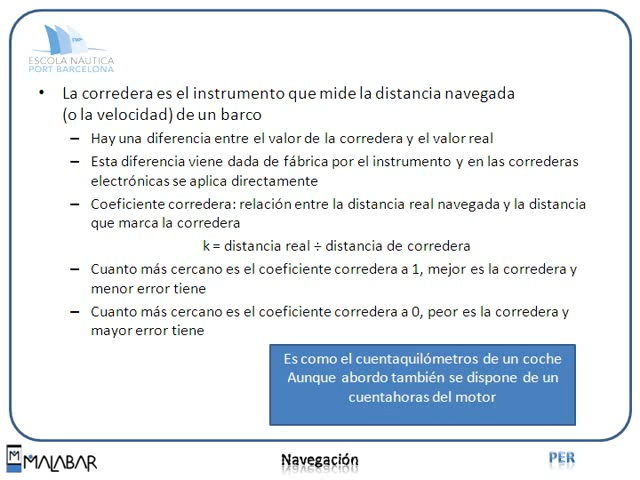 ESCOLA NÀUTICA
PORT BARCELONA
• La corredera es el instrumento que mide la distancia navegada
(o la velocidad) de un barco
– Hay una diferencia entre el valor de la corredera y el valor real
– Esta diferencia viene dada de fábrica por el instrumento y en las correderas
electrónicas se aplica directamente
– Coeficiente corredera: relación entre la distancia real navegada y la distancia
que marca la corredera
k = distancia real ÷ distancia de corredera
– Cuanto más cercano es el coeficiente corredera a 1, mejor es la corredera y
menor error tiene
– Cuanto más cercano es el coeficiente corredera a 0, peor es la corredera y
mayor error tiene
Es como el cuentaquilómetros de un coche
Aunque abordo también se dispone de un
cuentahoras del motor
MALABAR
Navegación
PER